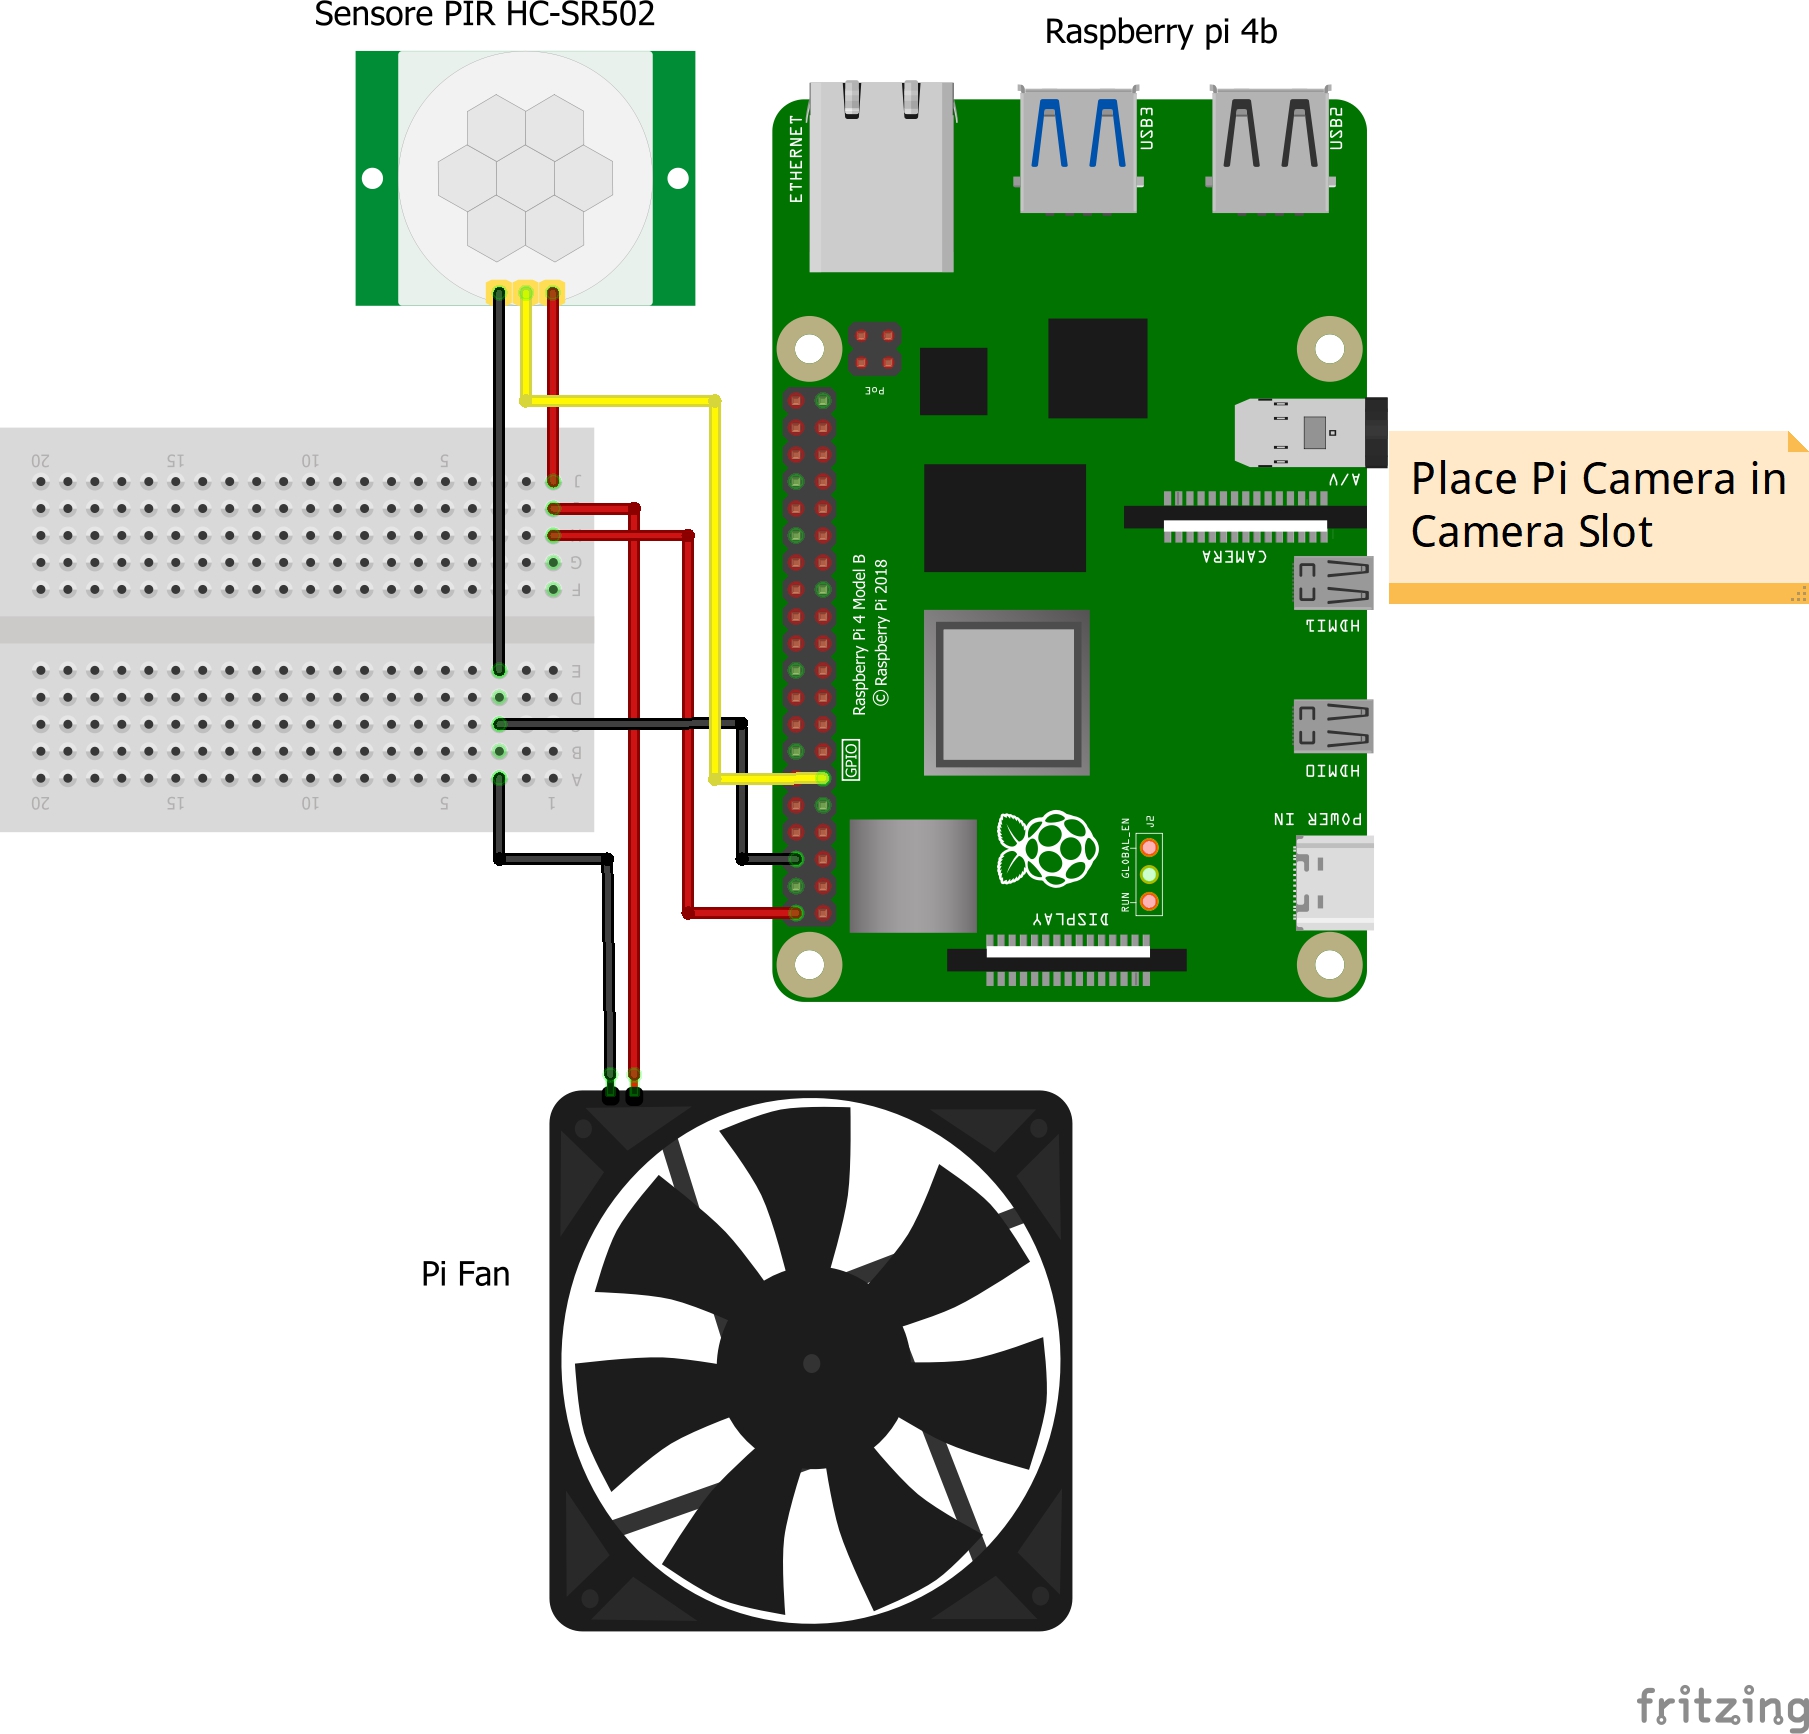 Sensore PIR HC-SR502
Raspberry pi 4b
ETHERNET
USB3
USB2
PoE
A/V
Place Pi Camera in
Camera Slot
CAMERA
HDMI1
HDMI0
Raspberry Pi 4 Model B
© Raspberry Pi 2018
GPIO
POWER IN
J2
GLOBAL_EN
RUN
DISPLAY
20 15 10 5
J
G
F
E
D
B
A
20 15 10 5 1
Pi Fan
fritzing